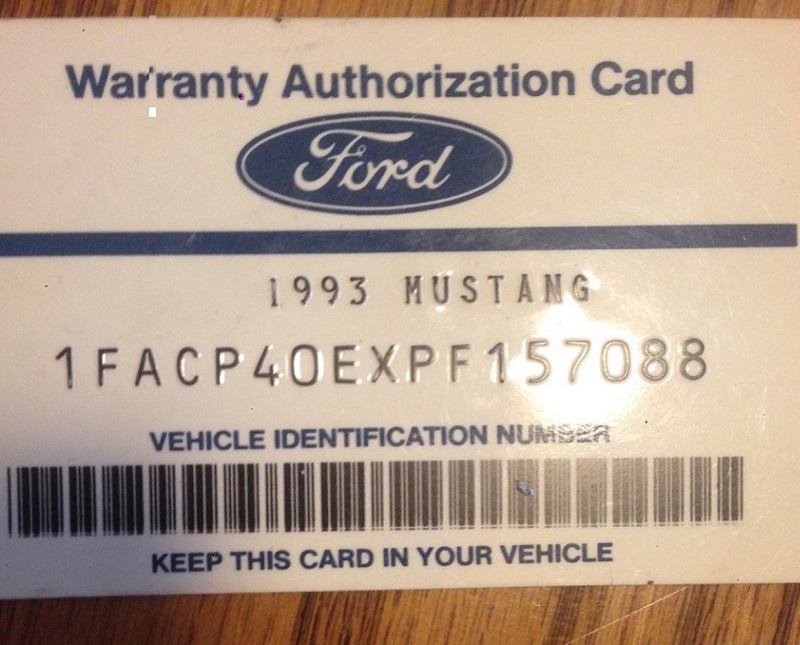 Warranty Authorization Card
Ford
1993 MUSTANG
1FACP40EXPF157088
VEHICLE IDENTIFICATION NUMBER
KEEP THIS CARD IN YOUR VEHICLE